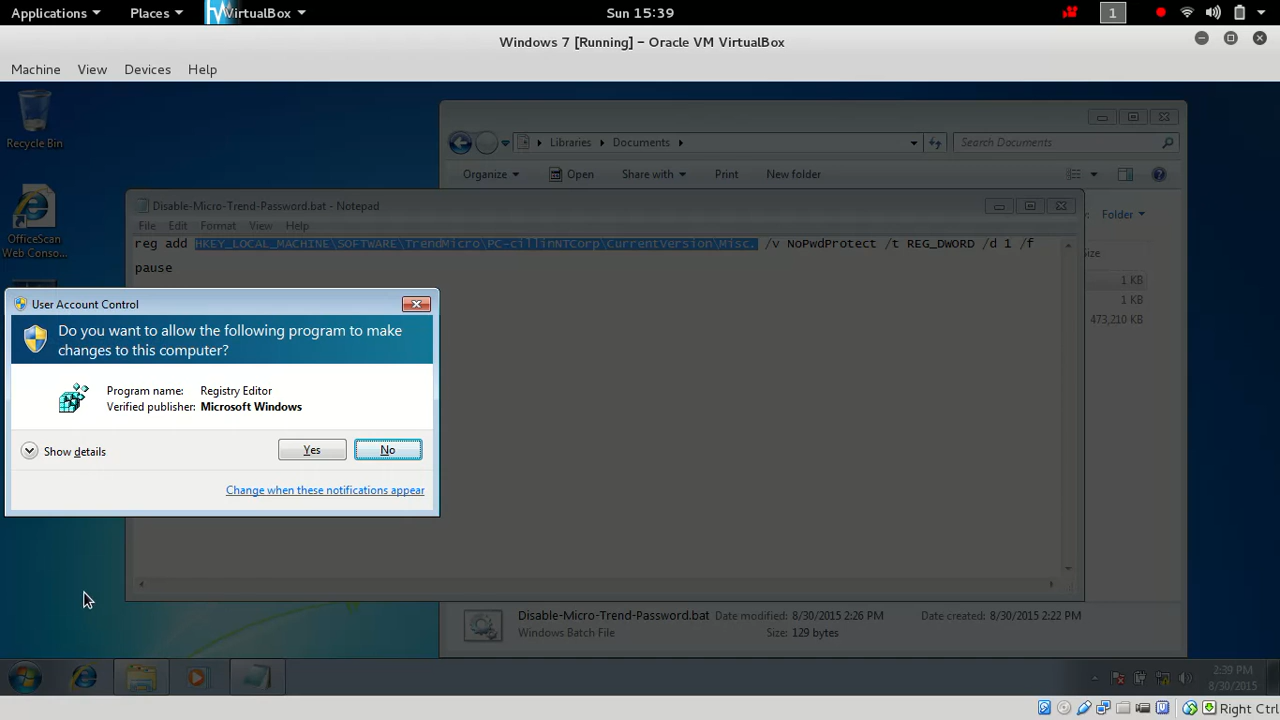 Applications Places VirtualBox Sun 15:39 1
Windows 7 [Running] – Oracle VM VirtualBox
Machine View Devices Help
Recycle Bin
OfficeScan
Web Conso...
Libraries Documents Search Documents
Organize Open Share with Print New folder
Folder
Size
1 KB
1 KB
473,210 KB
Disable-Micro-Trend-Password.bat - Notepad
File Edit Format View Help
reg add HKEY_LOCAL_MACHINE\SOFTWARE\TrendMicro\PC-cillinNTCorp\CurrentVersion\Misc. /v NoPwdProtect /t REG_DWORD /d 1 /f
pause
User Account Control
Do you want to allow the following program to make
changes to this computer?
Program name: Registry Editor
Verified publisher: Microsoft Windows
Show details Yes No
Change when these notifications appear
Disable-Micro-Trend-Password.bat Date modified: 8/30/2015 2:26 PM Date created: 8/30/2015 2:22 PM
Windows Batch File Size: 129 bytes
2:39 PM
8/30/2015
Right Ctrl